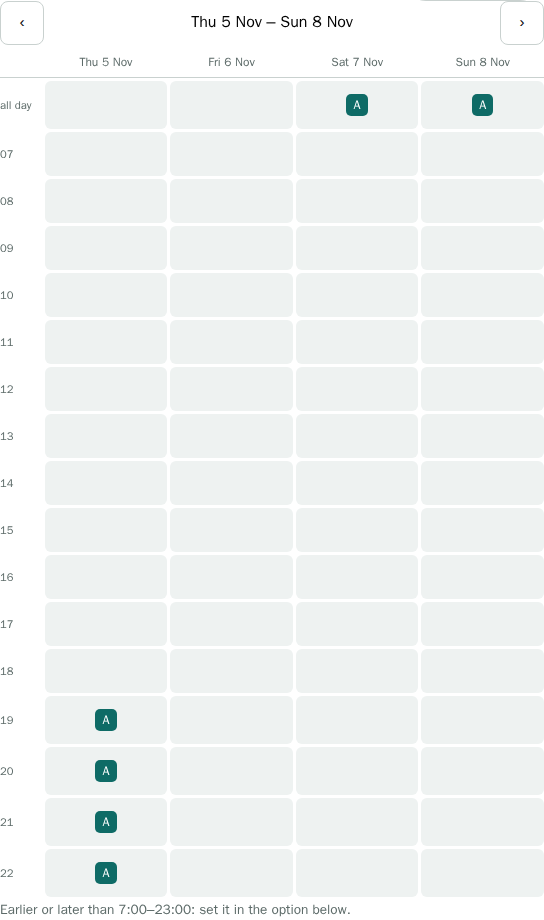 ‹ Thu 5 Nov – Sun 8 Nov ›
Thu 5 Nov Fri 6 Nov Sat 7 Nov Sun 8 Nov
all day A A
07
08
09
10
11
12
13
14
15
16
17
18
19 A
20 A
21 A
22 A
Earlier or later than 7:00–23:00: set it in the option below.